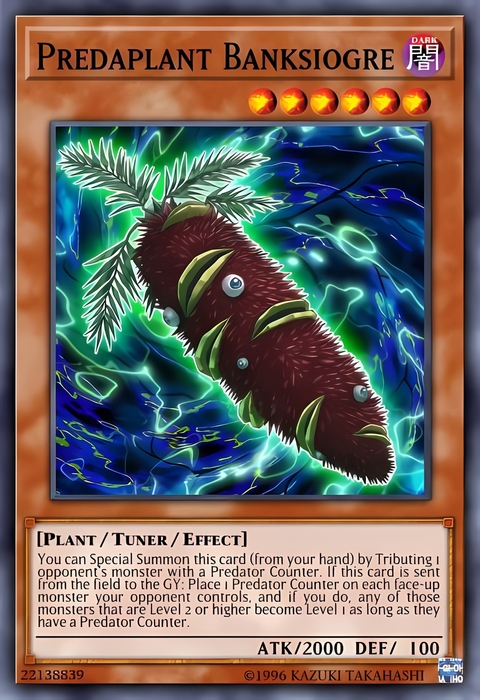 PREDAPLANT BANKSIOGRE
DARK
闇
[PLANT / TUNER / EFFECT]
You can Special Summon this card (from your hand) by Tributing 1
opponent's monster with a Predator Counter. If this card is sent
from the field to the GY: Place 1 Predator Counter on each face-up
monster your opponent controls, and if you do, any of those
monsters that are Level 2 or higher become Level 1 as long as they
have a Predator Counter.
ATK/2000 DEF/ 100
22138839
©1996 KAZUKI TAKAHASHI